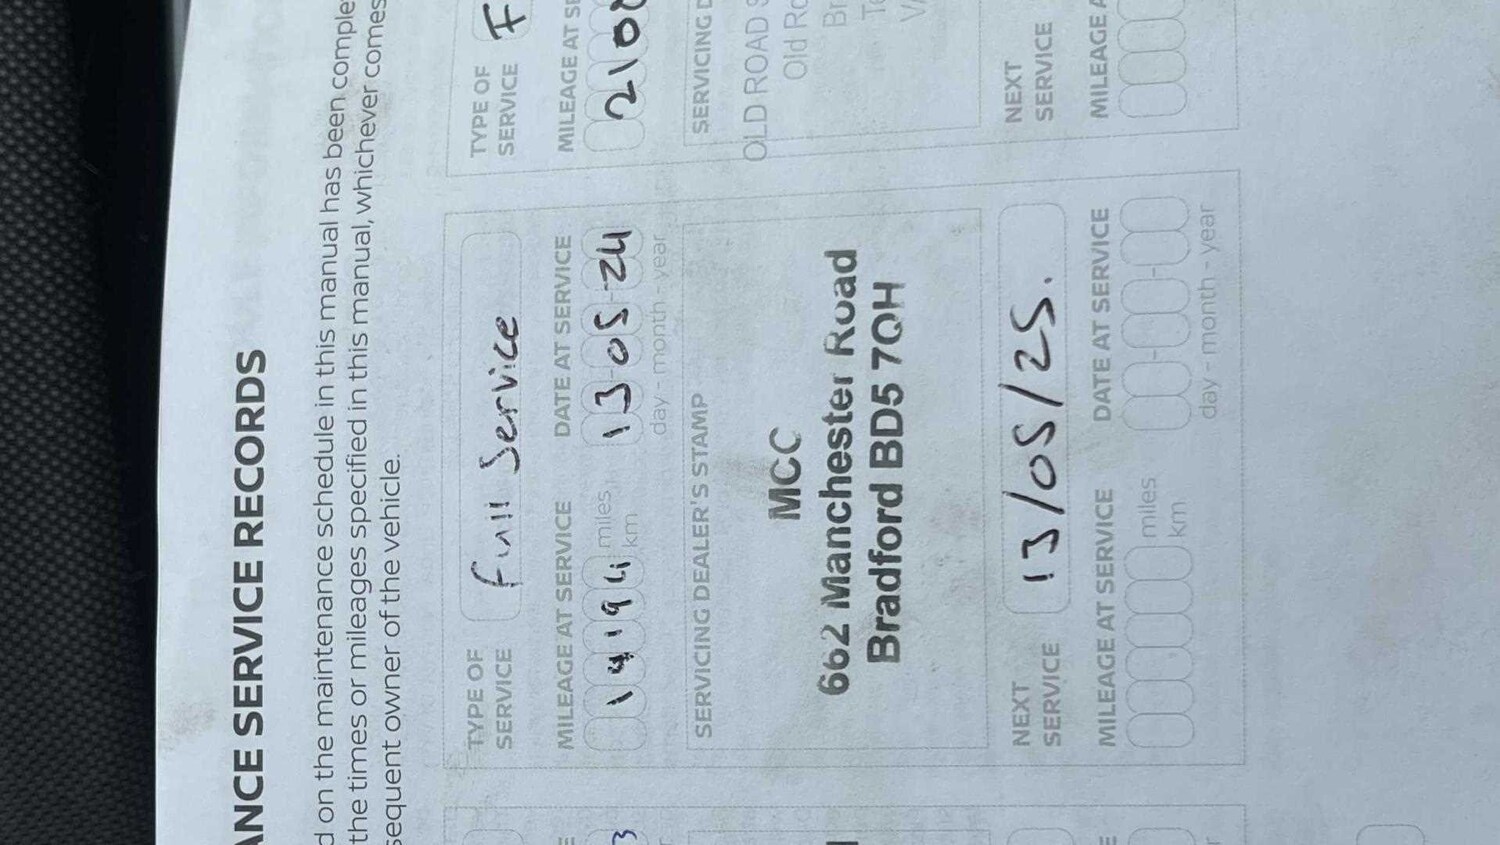 ANCE SERVICE RECORDS
d on the maintenance schedule in this manual has been comple
the times or mileages specified in this manual, whichever comes
sequent owner of the vehicle.
TYPE OF SERVICE
Full Service
MILEAGE AT SERVICE
DATE AT SERVICE
14194
miles
km
13-05-24
day - month - year
SERVICING DEALER'S STAMP
MCC
662 Manchester Road
Bradford BD5 7QH
NEXT SERVICE
13/05/25.
MILEAGE AT SERVICE
DATE AT SERVICE
miles
km
day - month - year
TYPE OF SERVICE
F
MILEAGE AT SE
210
SERVICING D
OLD ROAD S
Old Ro
Br
Te
VA
NEXT SERVICE
MILEAGE A